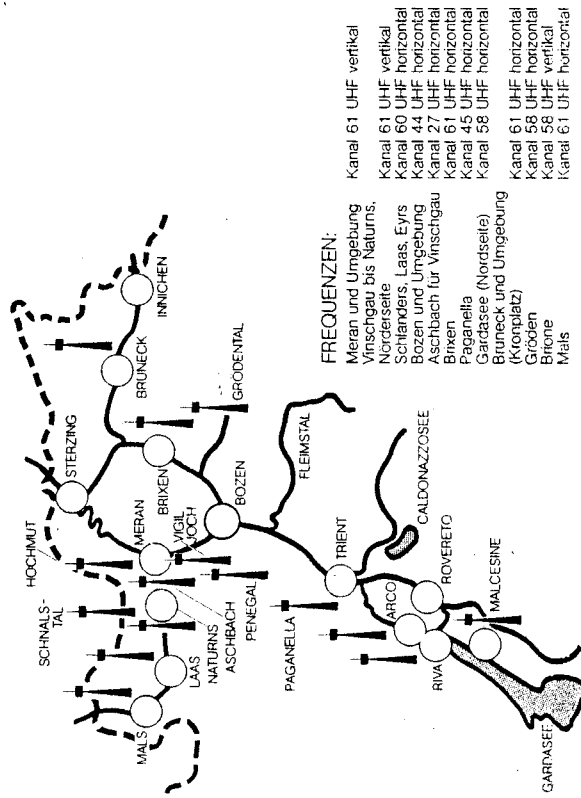 HOCHMUT
SCHNALS-
TAL
STERZING
BRUNECK
INNICHEN
MALS
LAAS
NATURNS
ASCHBACH
MERAN
VIGIL
JOCH
PENEGAL
BRIXEN
BOZEN
GRODENTAL
FLEIMSTAL
TRIENT
CALDONAZZOSEE
PAGANELLA
ARCO
RIVA
ROVERETO
MALCESINE
GARDASEE
FREQUENZEN:
Meran und Umgebung Kanal 61 UHF vertikal
Vinschgau bis Naturns,
Nörderseite Kanal 61 UHF vertikal
Schlanders, Laas, Eyrs Kanal 60 UHF horizontal
Bozen und Umgebung Kanal 44 UHF horizontal
Aschbach für Vinschgau Kanal 27 UHF horizontal
Brixen Kanal 61 UHF horizontal
Paganella Kanal 45 UHF horizontal
Gardasee (Nordseite) Kanal 58 UHF horizontal
Bruneck und Umgebung
(Kronplatz) Kanal 61 UHF horizontal
Gröden Kanal 58 UHF horizontal
Brione Kanal 58 UHF vertikal
Mals Kanal 61 UHF horizontal